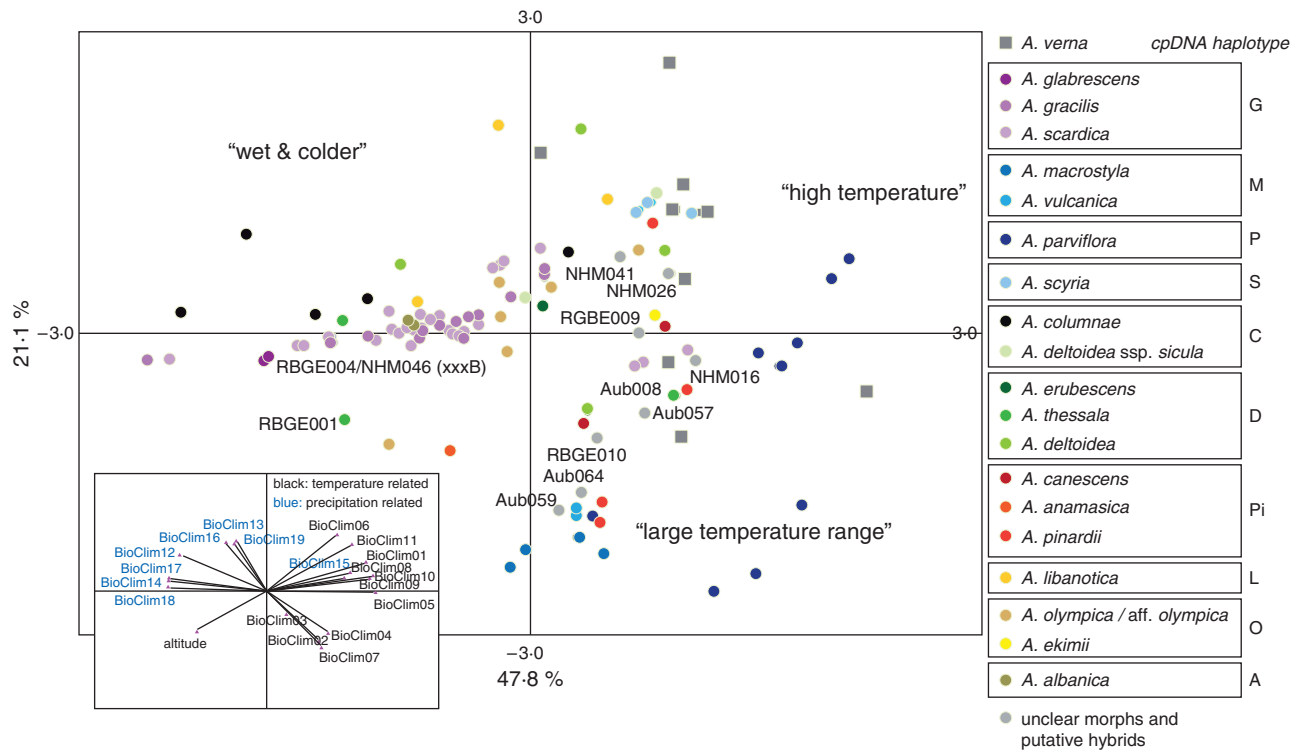 3·0
A. verna
cpDNA haplotype
A. glabrescens
A. gracilis
A. scardica
G
"wet & colder"
"high temperature"
A. macrostyla
A. vulcanica
M
A. parviflora
P
NHM041
NHM026
A. scyria
S
21·1 %
RGBE009
−3·0
3·0
A. columnae
A. deltoidea ssp. sicula
C
RBGE004/NHM046 (xxxB)
NHM016
Aub008
Aub057
A. erubescens
A. thessala
A. deltoidea
D
RBGE001
RBGE010
Aub064
Aub059
A. canescens
A. anamasica
A. pinardii
Pi
"large temperature range"
A. libanotica
L
A. olympica / aff. olympica
A. ekimii
O
A. albanica
A
unclear morphs and
putative hybrids
−3·0
47·8 %
black: temperature related
blue: precipitation related
BioClim13
BioClim06
BioClim16
BioClim19
BioClim11
BioClim12
BioClim01
BioClim15
BioClim08
BioClim17
BioClim10
BioClim14
BioClim09
BioClim18
BioClim05
BioClim03
altitude
BioClim02
BioClim04
BioClim07